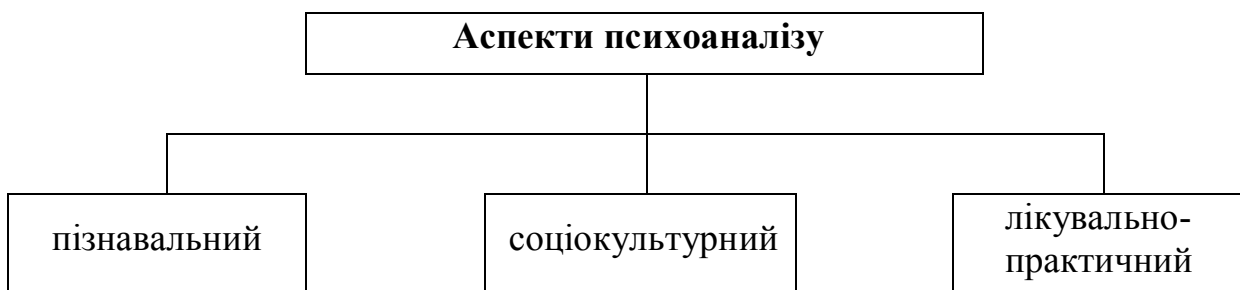 Аспекти психоаналізу
пізнавальний
соціокультурний
лікувально-
практичний